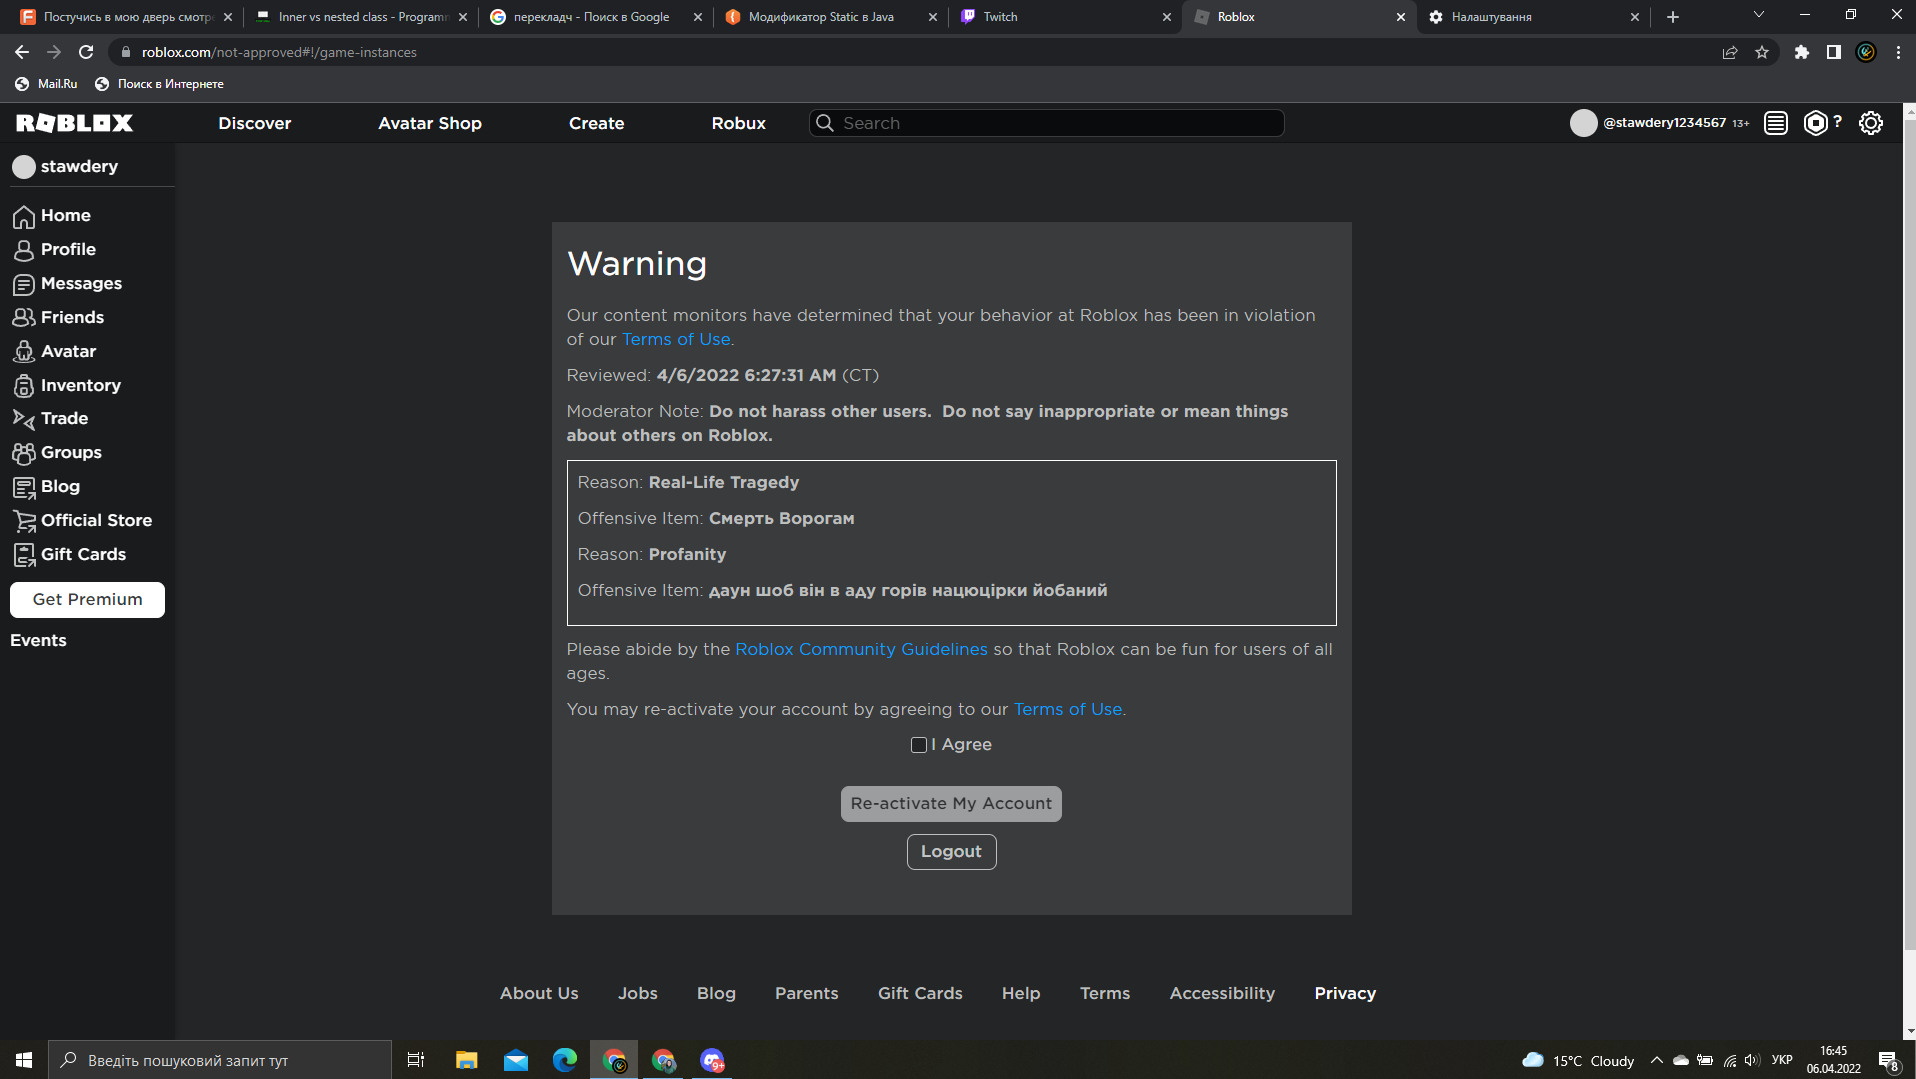 Постучись в мою дверь смотре
Inner vs nested class - Programm
перекладч - Поиск в Google
Модификатор Static в Java
Twitch
Roblox
Налаштування
roblox.com/not-approved#!/game-instances
Mail.Ru Поиск в Интернете
ROBLOX Discover Avatar Shop Create Robux Search @stawdery1234567 13+ ?
stawdery
Home
Profile
Messages
Friends
Avatar
Inventory
Trade
Groups
Blog
Official Store
Gift Cards
Get Premium
Events
Warning
Our content monitors have determined that your behavior at Roblox has been in violation
of our Terms of Use.
Reviewed: 4/6/2022 6:27:31 AM (CT)
Moderator Note: Do not harass other users.  Do not say inappropriate or mean things
about others on Roblox.
Reason: Real-Life Tragedy
Offensive Item: Смерть Ворогам
Reason: Profanity
Offensive Item: даун шоб він в аду горів нацюцірки йобаний
Please abide by the Roblox Community Guidelines so that Roblox can be fun for users of all
ages.
You may re-activate your account by agreeing to our Terms of Use.
I Agree
Re-activate My Account
Logout
About Us Jobs Blog Parents Gift Cards Help Terms Accessibility Privacy
Введіть пошуковий запит тут
9+
15°C Cloudy
УКР
16:45
06.04.2022
8